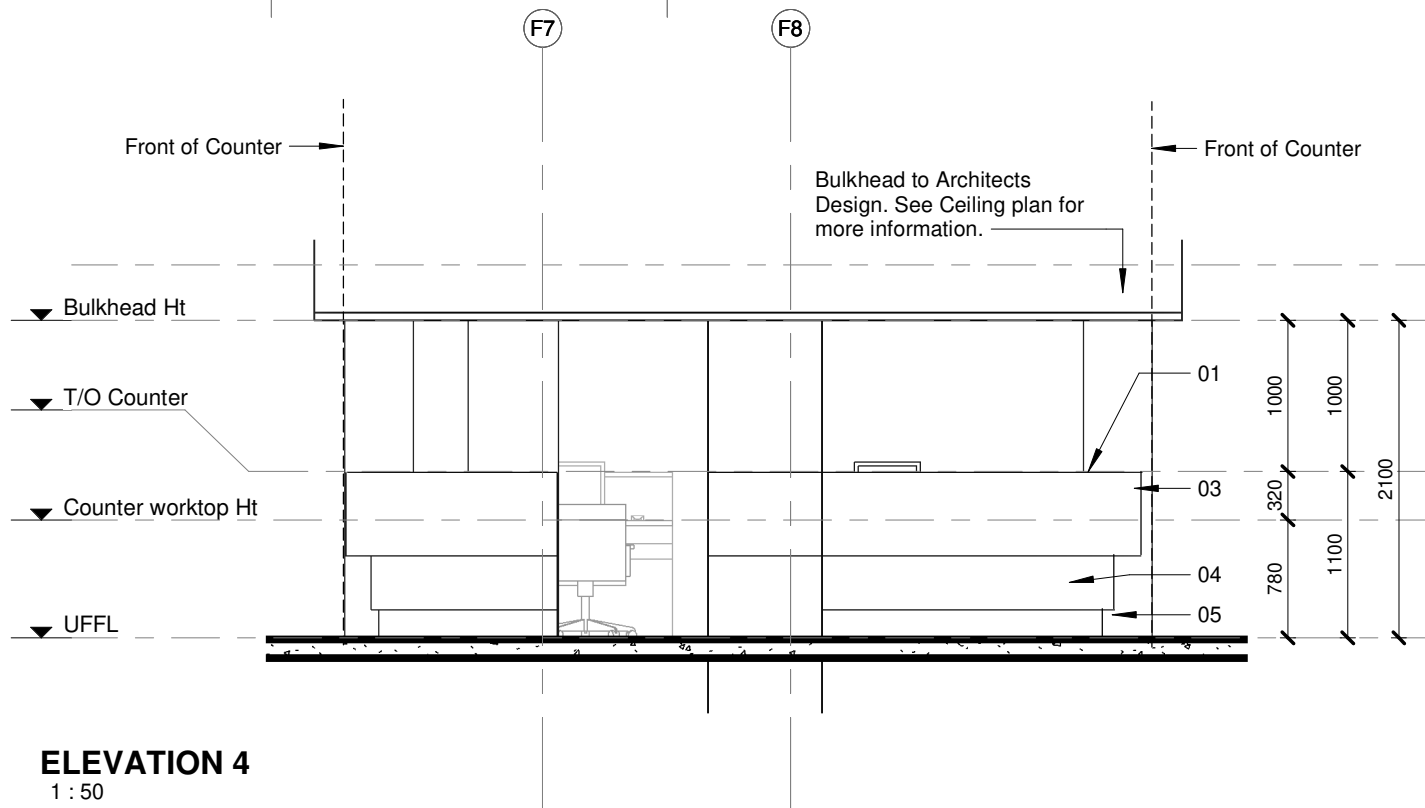 F7
F8
Front of Counter
Front of Counter
Bulkhead to Architects
Design. See Ceiling plan for
more information.
Bulkhead Ht
T/O Counter
01
1000
1000
2100
Counter worktop Ht
03
320
04
780
1100
UFFL
05
ELEVATION 4
1 : 50